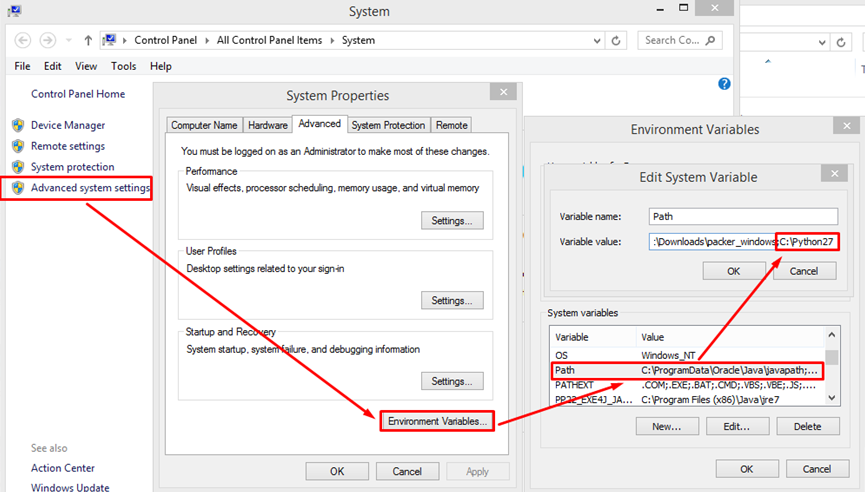 System
Control Panel
All Control Panel Items
System
Search Co...
File Edit View Tools Help
Control Panel Home
Device Manager
Remote settings
System protection
Advanced system settings
See also
Action Center
Windows Update
System Properties
Computer Name Hardware Advanced System Protection Remote
You must be logged on as an Administrator to make most of these changes.
Performance
Visual effects, processor scheduling, memory usage, and virtual memory
Settings...
User Profiles
Desktop settings related to your sign-in
Settings...
Startup and Recovery
System startup, system failure, and debugging information
Settings...
Environment Variables...
OK Cancel Apply
Environment Variables
Edit System Variable
Variable name: Path
Variable value: :\Downloads\packer_windows;C:\Python27
OK Cancel
System variables
Variable Value
OS Windows_NT
Path C:\ProgramData\Oracle\Java\javapath;...
PATHEXT .COM;.EXE;.BAT;.CMD;.VBS;.VBE;.JS;....
PP22_EXE4J_JA... C:\Program Files (x86)\Java\jre7
New... Edit... Delete
OK Cancel